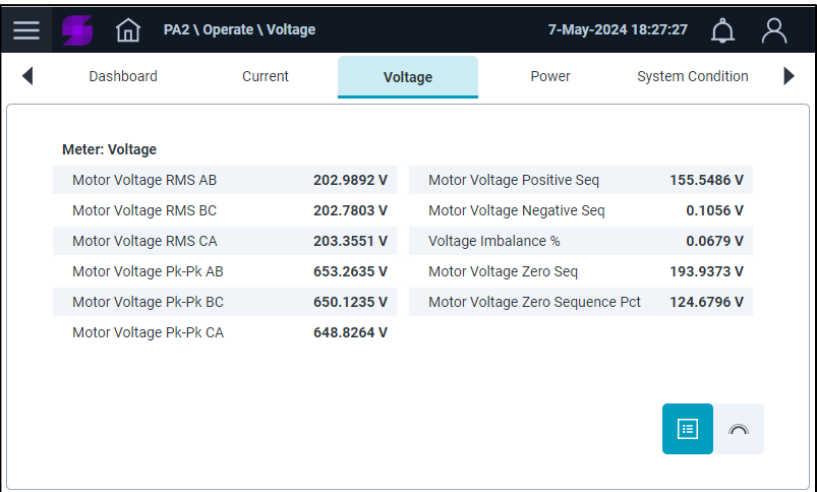 PA2 \ Operate \ Voltage 7-May-2024 18:27:27
Dashboard Current Voltage Power System Condition
Meter: Voltage
Motor Voltage RMS AB 202.9892 V Motor Voltage Positive Seq 155.5486 V
Motor Voltage RMS BC 202.7803 V Motor Voltage Negative Seq 0.1056 V
Motor Voltage RMS CA 203.3551 V Voltage Imbalance % 0.0679 V
Motor Voltage Pk-Pk AB 653.2635 V Motor Voltage Zero Seq 193.9373 V
Motor Voltage Pk-Pk BC 650.1235 V Motor Voltage Zero Sequence Pct 124.6796 V
Motor Voltage Pk-Pk CA 648.8264 V